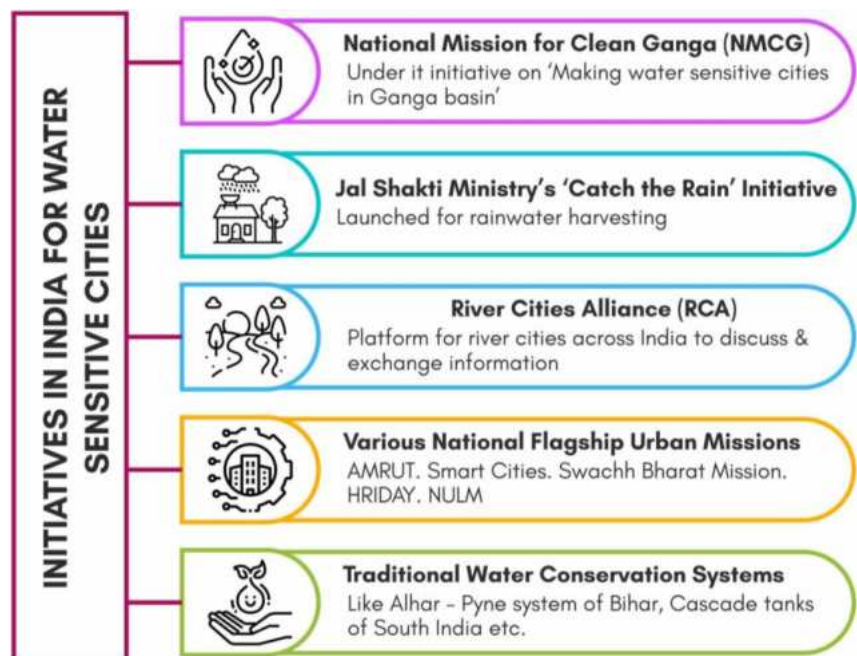 INITIATIVES IN INDIA FOR WATER
SENSITIVE CITIES
National Mission for Clean Ganga (NMCG)
Under it initiative on 'Making water sensitive cities
in Ganga basin'
Jal Shakti Ministry's 'Catch the Rain' Initiative
Launched for rainwater harvesting
River Cities Alliance (RCA)
Platform for river cities across India to discuss &
exchange information
Various National Flagship Urban Missions
AMRUT. Smart Cities. Swachh Bharat Mission.
HRIDAY. NULM
Traditional Water Conservation Systems
Like Alhar - Pyne system of Bihar, Cascade tanks
of South India etc.